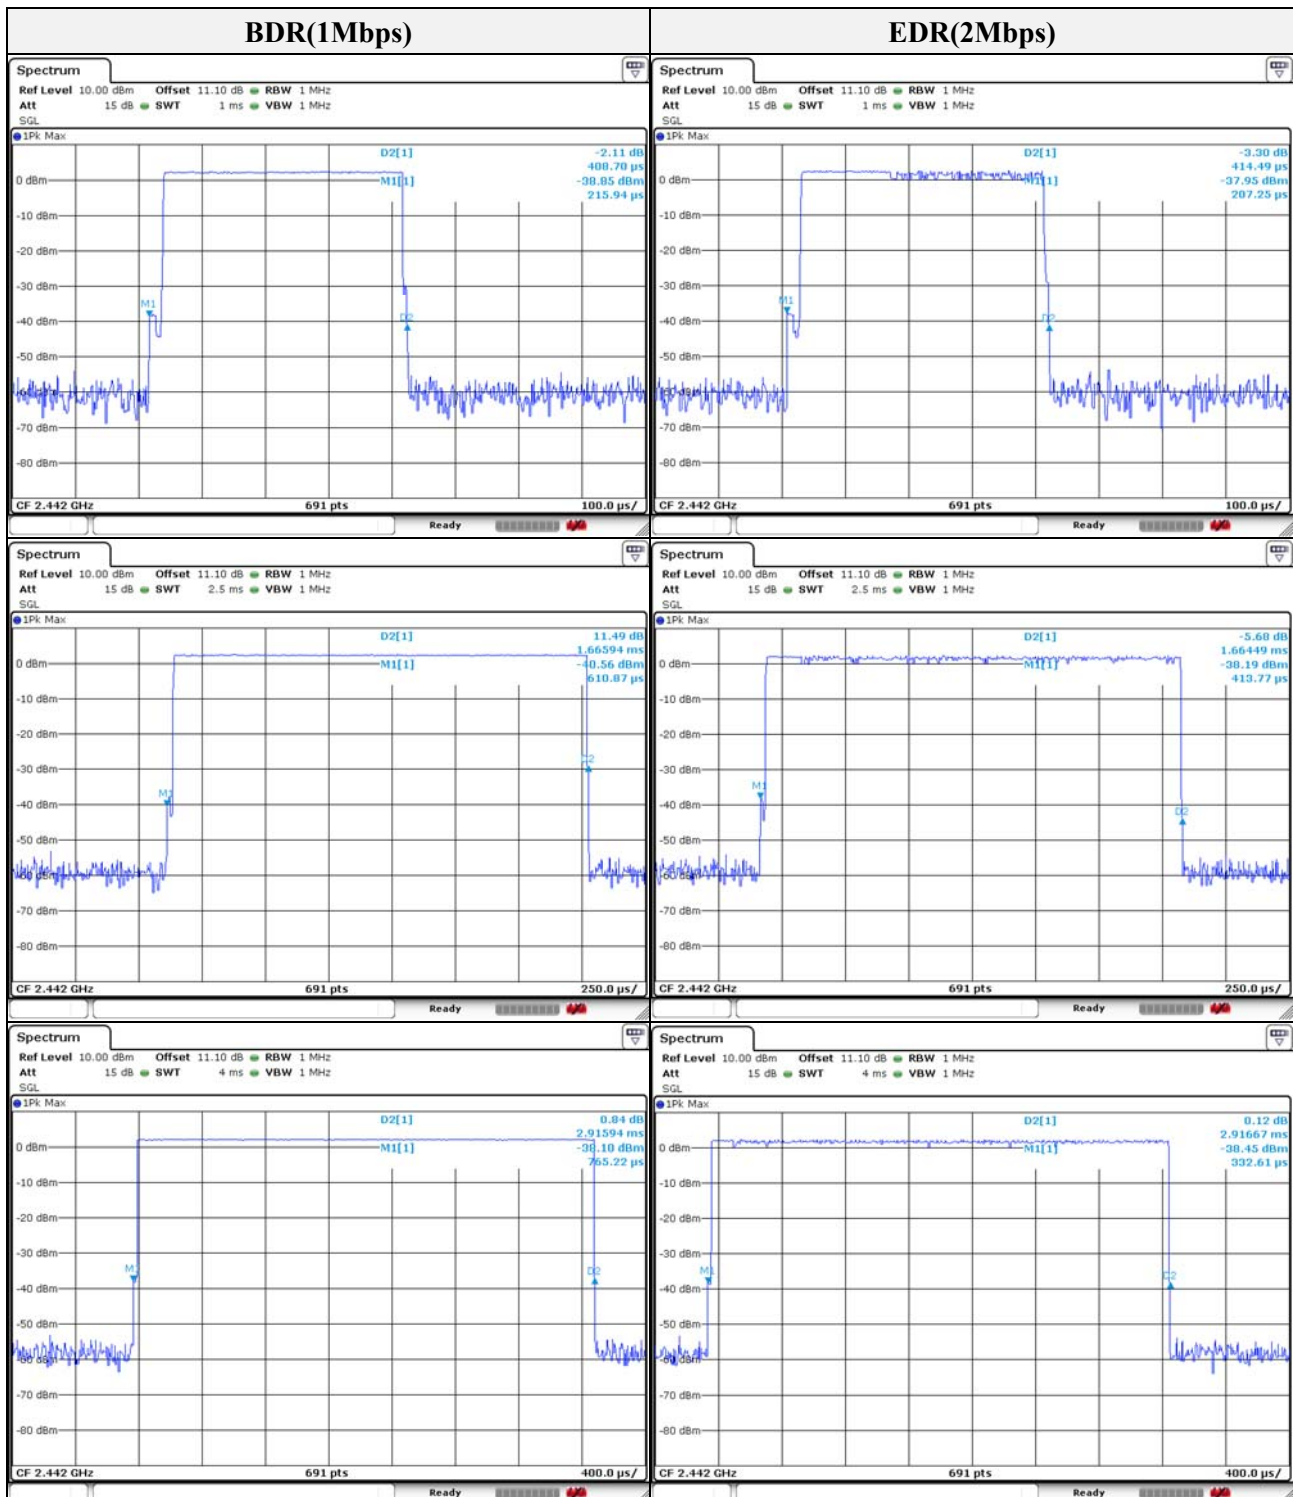 BDR(1Mbps)
EDR(2Mbps)
Spectrum
Ref Level 10.00 dBm Offset 11.10 dB RBW 1 MHz
Att 15 dB SWT 1 ms VBW 1 MHz
SGL
1Pk Max
D2[1] -2.11 dB
408.70 µs
M1[1] -38.85 dBm
215.94 µs
0 dBm
-10 dBm
-20 dBm
-30 dBm
M1
-40 dBm
D2
-50 dBm
-60 dBm
-70 dBm
-80 dBm
CF 2.442 GHz 691 pts 100.0 µs/
Ready
Spectrum
Ref Level 10.00 dBm Offset 11.10 dB RBW 1 MHz
Att 15 dB SWT 1 ms VBW 1 MHz
SGL
1Pk Max
D2[1] -3.30 dB
414.49 µs
M1[1] -37.95 dBm
207.25 µs
0 dBm
-10 dBm
-20 dBm
-30 dBm
M1
-40 dBm
D2
-50 dBm
-60 dBm
-70 dBm
-80 dBm
CF 2.442 GHz 691 pts 100.0 µs/
Ready
Spectrum
Ref Level 10.00 dBm Offset 11.10 dB RBW 1 MHz
Att 15 dB SWT 2.5 ms VBW 1 MHz
SGL
1Pk Max
D2[1] 11.49 dB
1.66594 ms
M1[1] -40.56 dBm
610.87 µs
0 dBm
-10 dBm
-20 dBm
D2
-30 dBm
M1
-40 dBm
-50 dBm
-60 dBm
-70 dBm
-80 dBm
CF 2.442 GHz 691 pts 250.0 µs/
Ready
Spectrum
Ref Level 10.00 dBm Offset 11.10 dB RBW 1 MHz
Att 15 dB SWT 2.5 ms VBW 1 MHz
SGL
1Pk Max
D2[1] -5.68 dB
1.66449 ms
M1[1] -38.19 dBm
413.77 µs
0 dBm
-10 dBm
-20 dBm
-30 dBm
M1
-40 dBm
D2
-50 dBm
-60 dBm
-70 dBm
-80 dBm
CF 2.442 GHz 691 pts 250.0 µs/
Ready
Spectrum
Ref Level 10.00 dBm Offset 11.10 dB RBW 1 MHz
Att 15 dB SWT 4 ms VBW 1 MHz
SGL
1Pk Max
D2[1] 0.84 dB
2.91594 ms
M1[1] -38.10 dBm
765.22 µs
0 dBm
-10 dBm
-20 dBm
-30 dBm
M1 D2
-40 dBm
-50 dBm
-60 dBm
-70 dBm
-80 dBm
CF 2.442 GHz 691 pts 400.0 µs/
Ready
Spectrum
Ref Level 10.00 dBm Offset 11.10 dB RBW 1 MHz
Att 15 dB SWT 4 ms VBW 1 MHz
SGL
1Pk Max
D2[1] 0.12 dB
2.91667 ms
M1[1] -38.45 dBm
332.61 µs
0 dBm
-10 dBm
-20 dBm
-30 dBm
M1 D2
-40 dBm
-50 dBm
-60 dBm
-70 dBm
-80 dBm
CF 2.442 GHz 691 pts 400.0 µs/
Ready